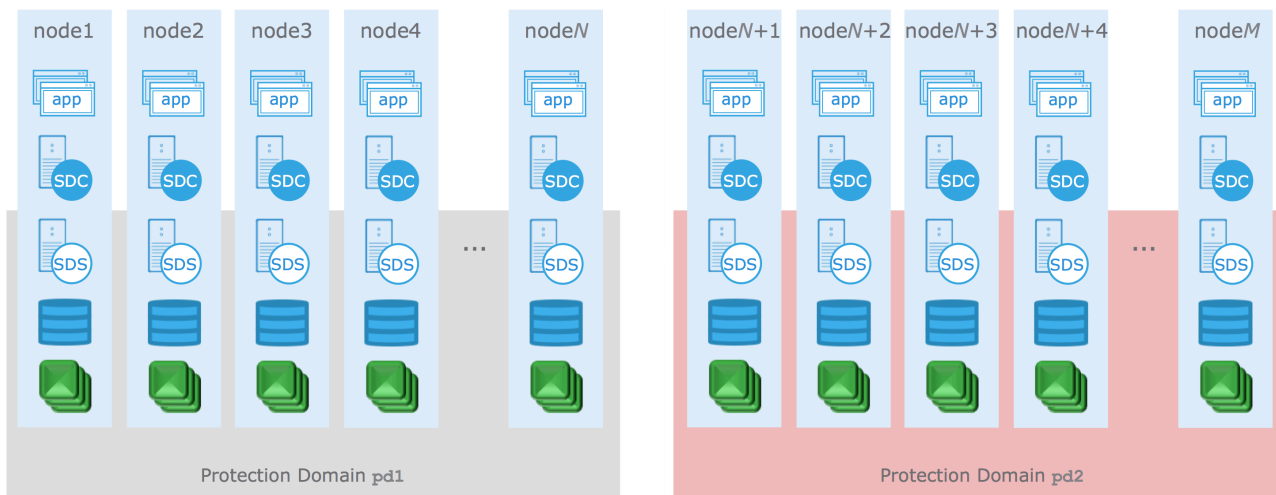 node1 node2 node3 node4 nodeN nodeN+1 nodeN+2 nodeN+3 nodeN+4 nodeM
app app app app app app app app app app
SDC SDC SDC SDC SDC SDC SDC SDC SDC SDC
SDS SDS SDS SDS ... SDS SDS SDS SDS SDS ... SDS
Protection Domain pd1 Protection Domain pd2